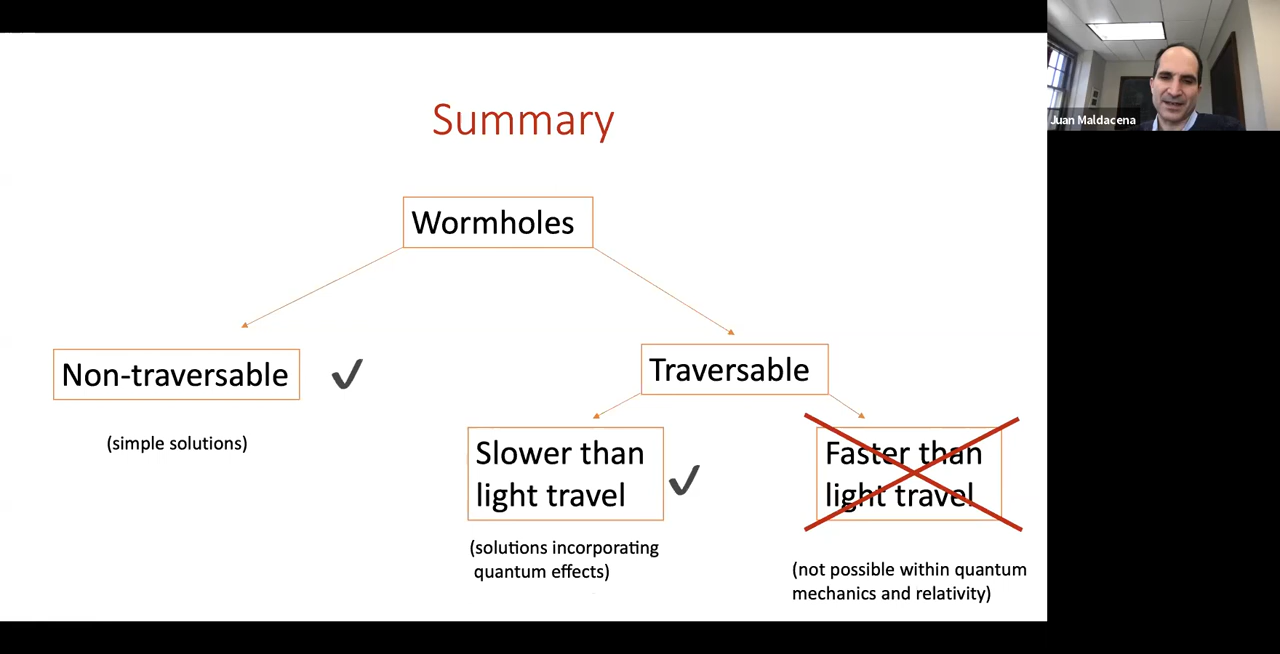 Summary
Juan Maldacena
Wormholes
Non-traversable
(simple solutions)
Traversable
Slower than
light travel
(solutions incorporating
quantum effects)
Faster than
light travel
(not possible within quantum
mechanics and relativity)